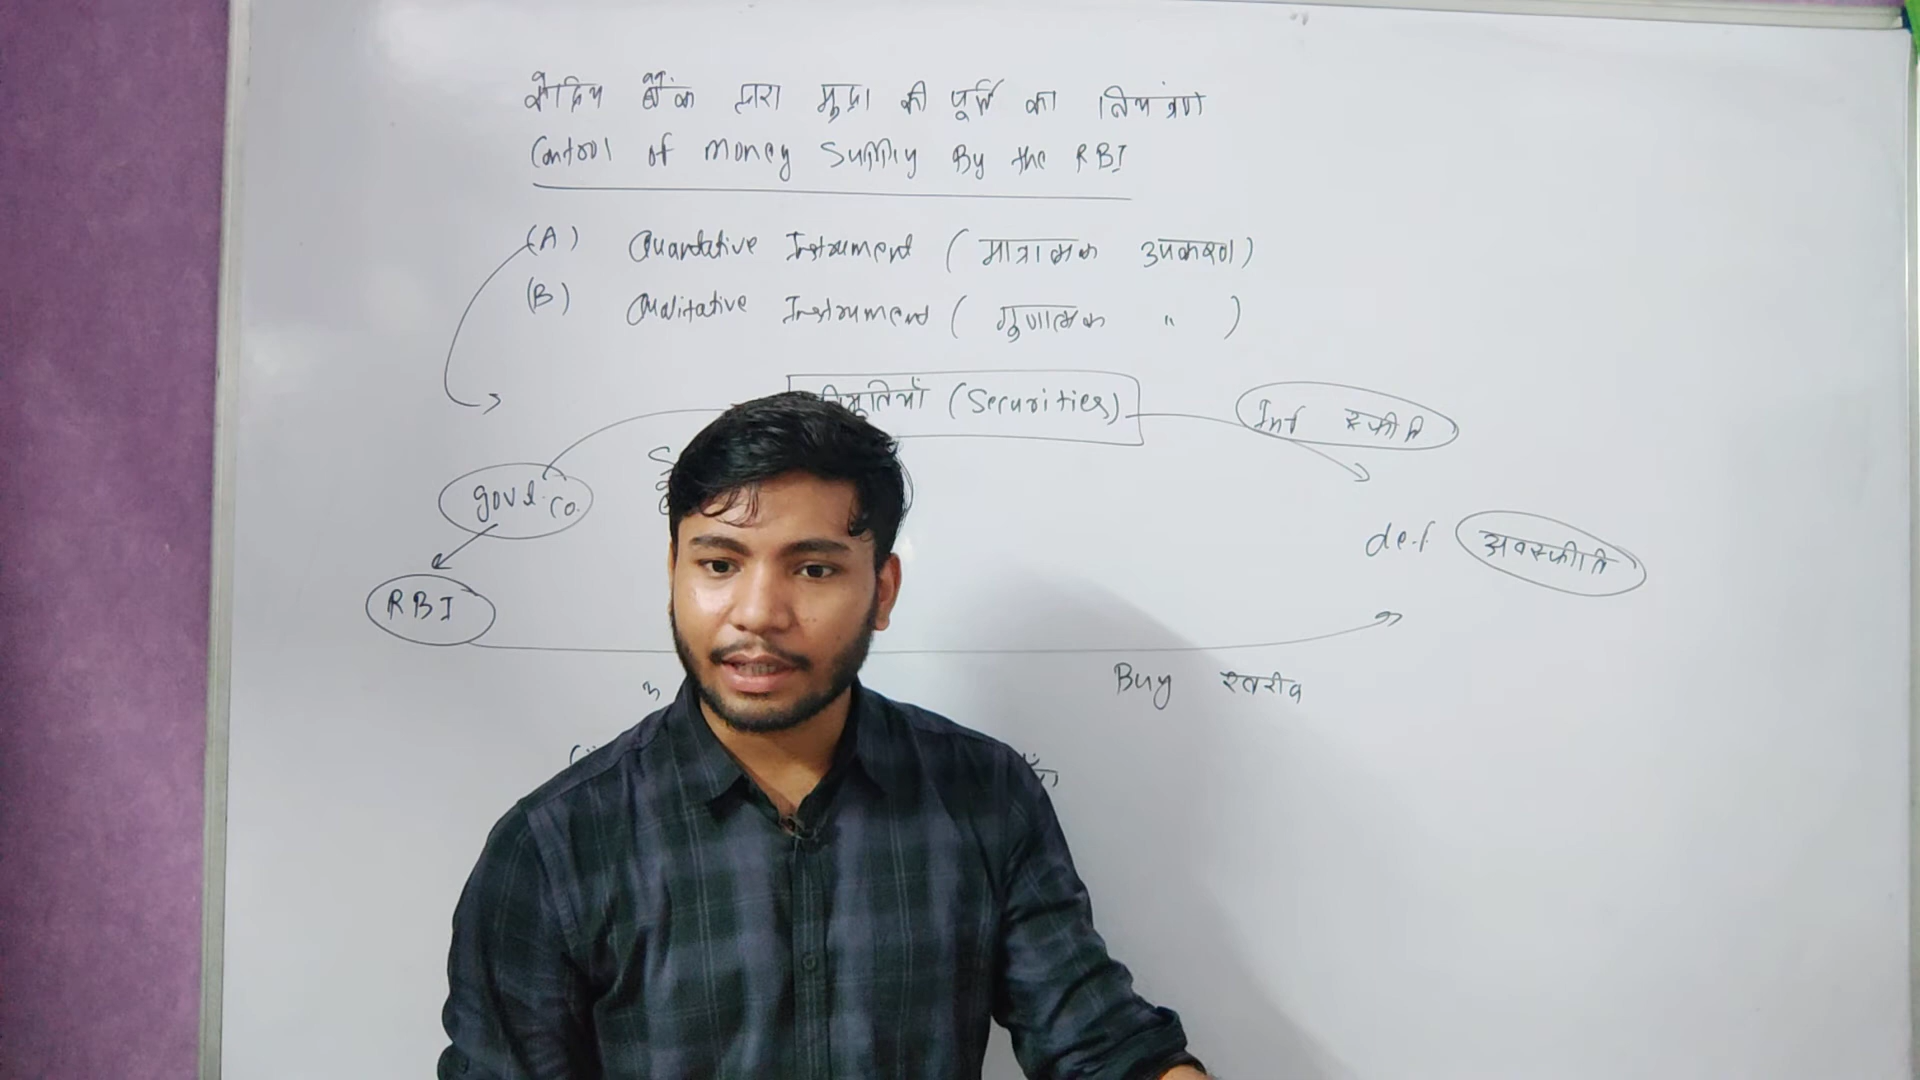 केंद्रिय बैंक द्वारा मुद्रा की पूर्ति का नियंत्रण
Control of Money Supply By the RBI
(A) Quantative Instrument (मात्रात्मक उपकरण)
(B) Qualitative Instrument (गुणात्मक " )
(Securities)
Inf स्फीति
govt. co.
def अवस्फीति
RBI
Buy खरीद